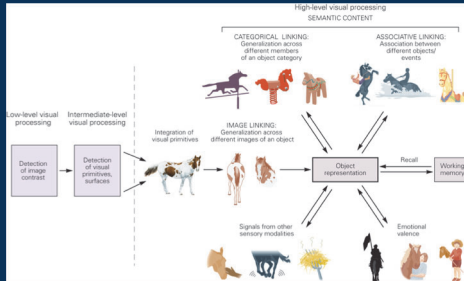 High-level visual processing
SEMANTIC CONTENT
CATEGORICAL LINKING:
Generalization across
different members
of an object category
ASSOCIATIVE LINKING:
Association between
different objects/
events
Low-level visual
processing
Intermediate-level
visual processing
Integration of
visual primitives
IMAGE LINKING:
Generalization across
different images of an object
Detection
of image
contrast
Detection
of visual
primitives,
surfaces
Object
representation
Recall
Working
memory
Signals from other
sensory modalities
Emotional
valence